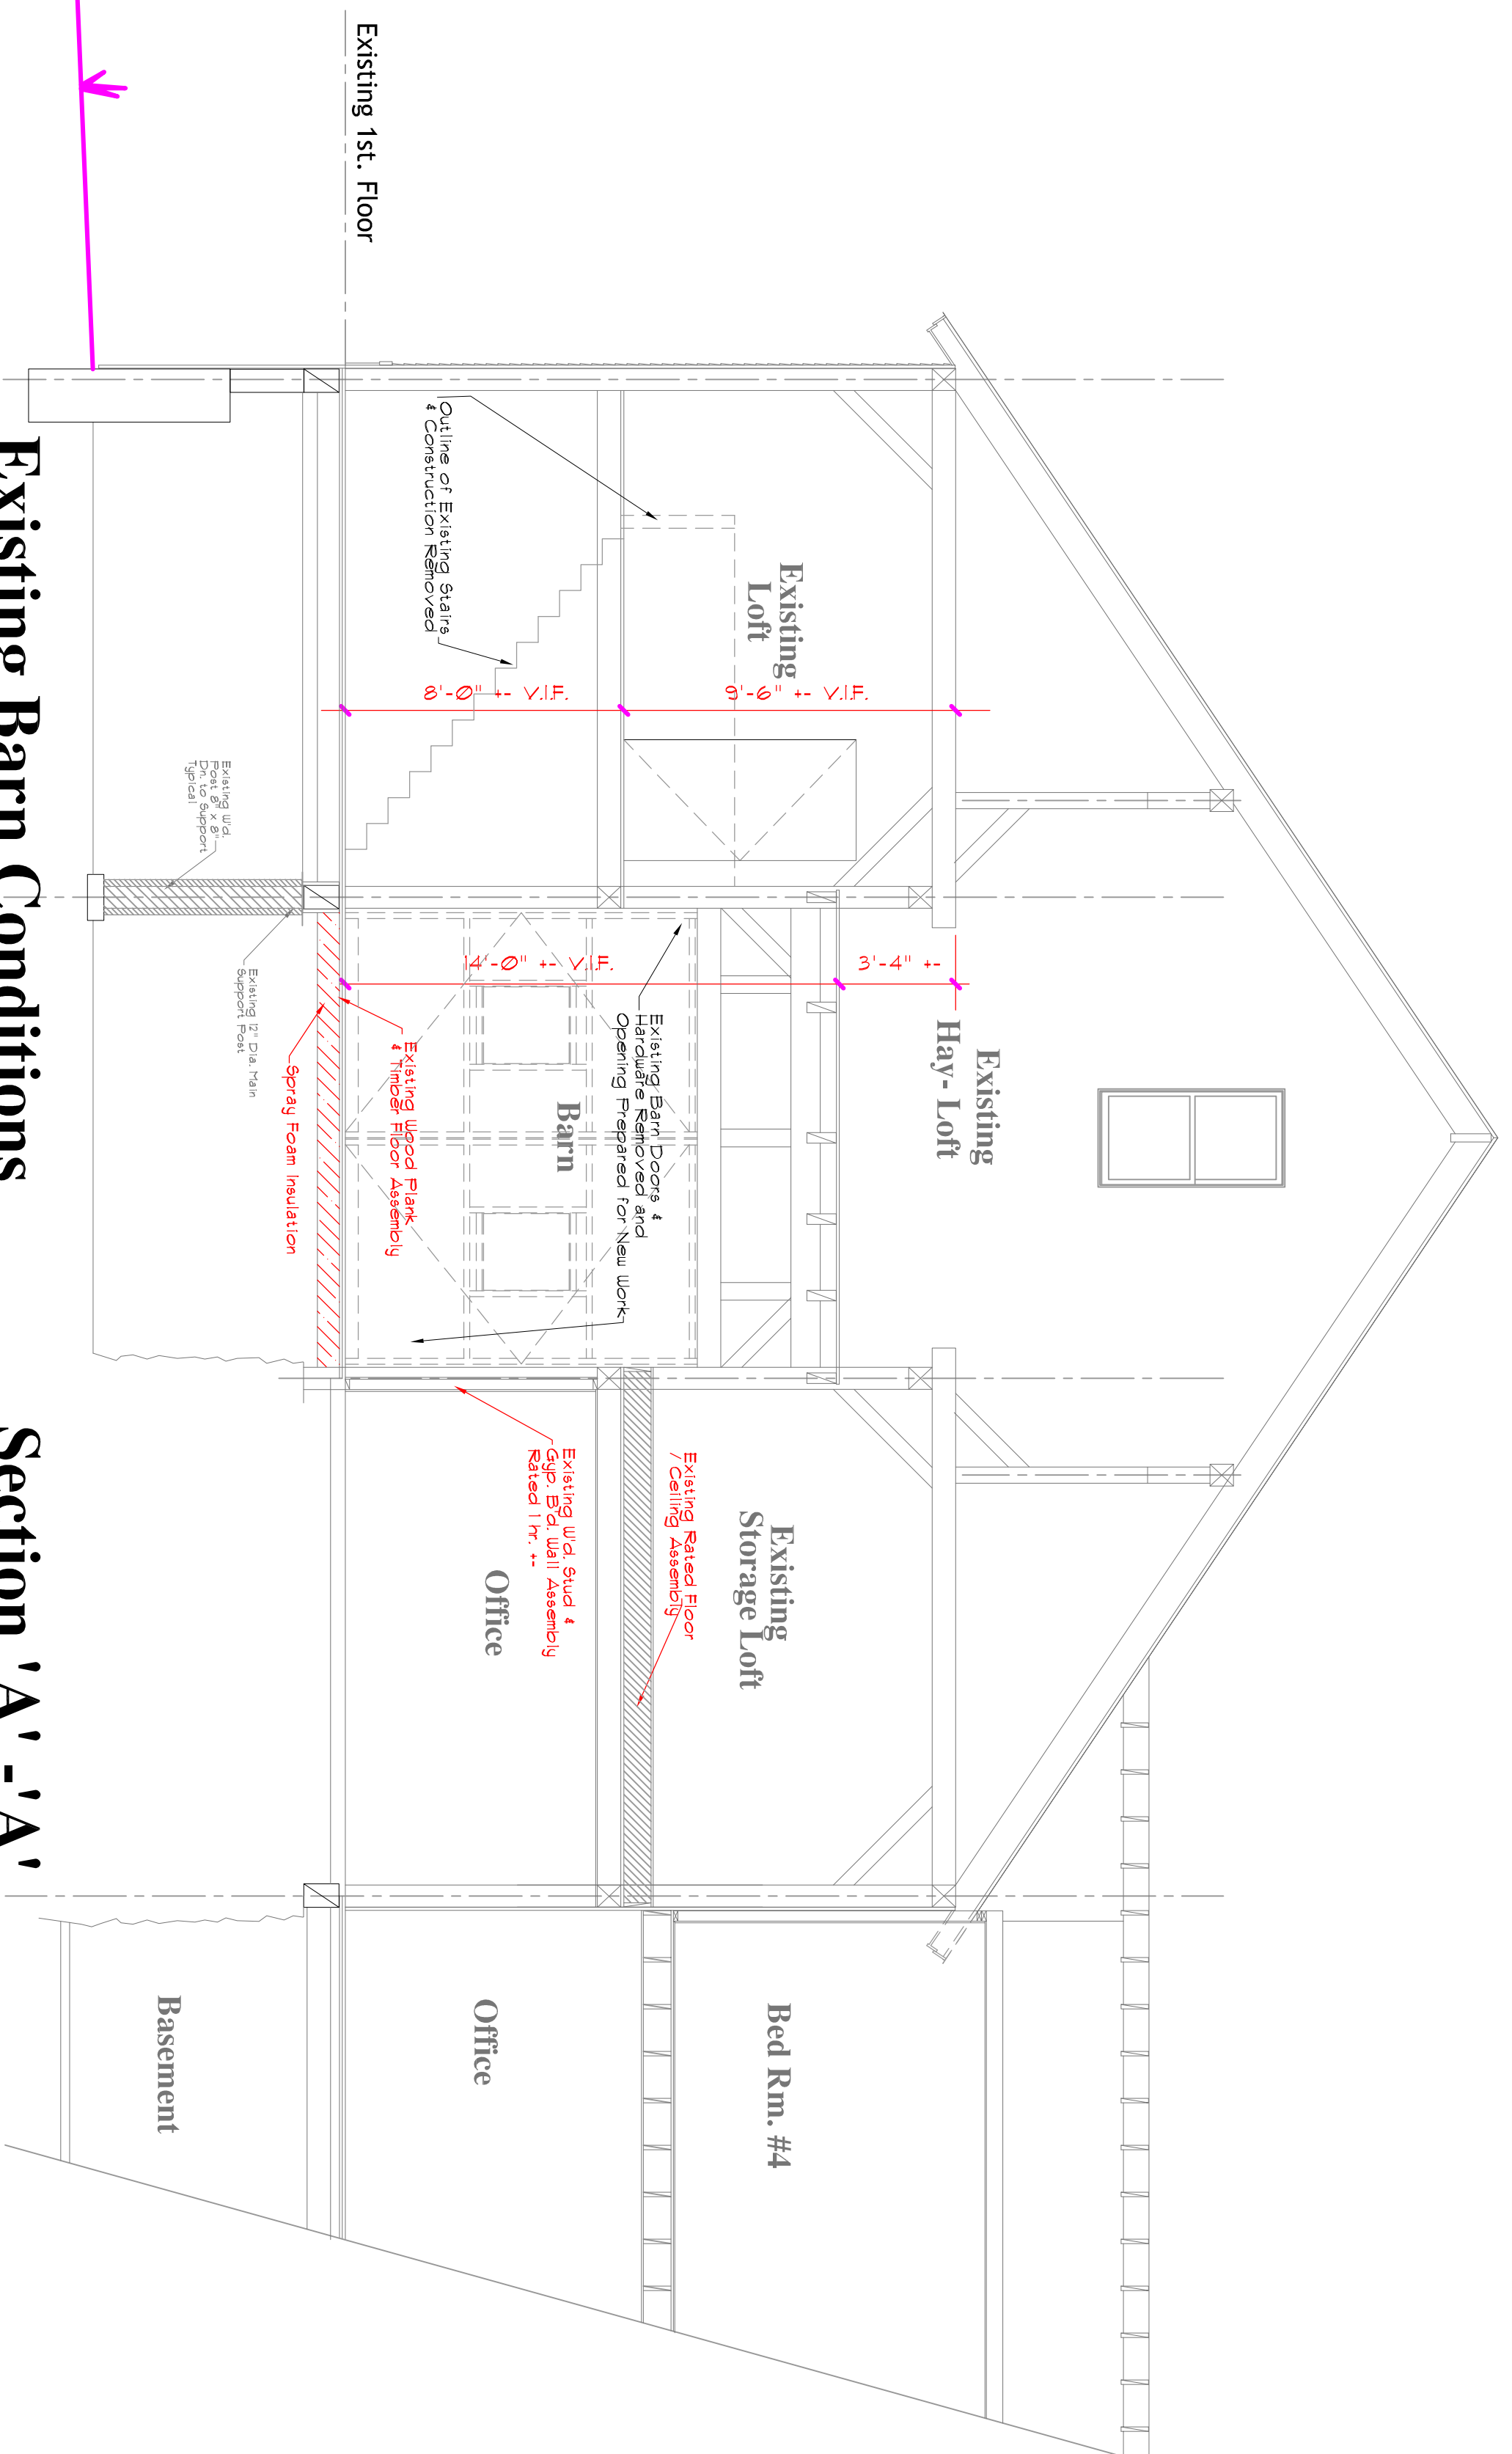 Existing
Hay- Loft
Existing
Loft
9'-6" +- V.I.F.
3'-4" +-
Existing
Storage Loft
Bed Rm. #4
Existing Rated Floor
/ Ceiling Assembly
Existing Barn Doors &
Hardware Removed and
Opening Prepared for New Work
Barn
14'-0" +- V.I.F.
8'-0" +- V.I.F.
Existing W'd. Stud &
Gyp. B'd. Wall Assembly
Rated 1 hr. +-
Office
Office
Outline of Existing Stairs
& Construction Removed
Existing Wood Plank
& Timber Floor Assembly
Existing 1st. Floor
Spray Foam Insulation
Existing 12" Dia. Main
Support Post
Existing W'd.
Post 8" x 8"
Dn. to Support
Typical
Basement
Existing Barn Conditions
Section 'A' -'A'